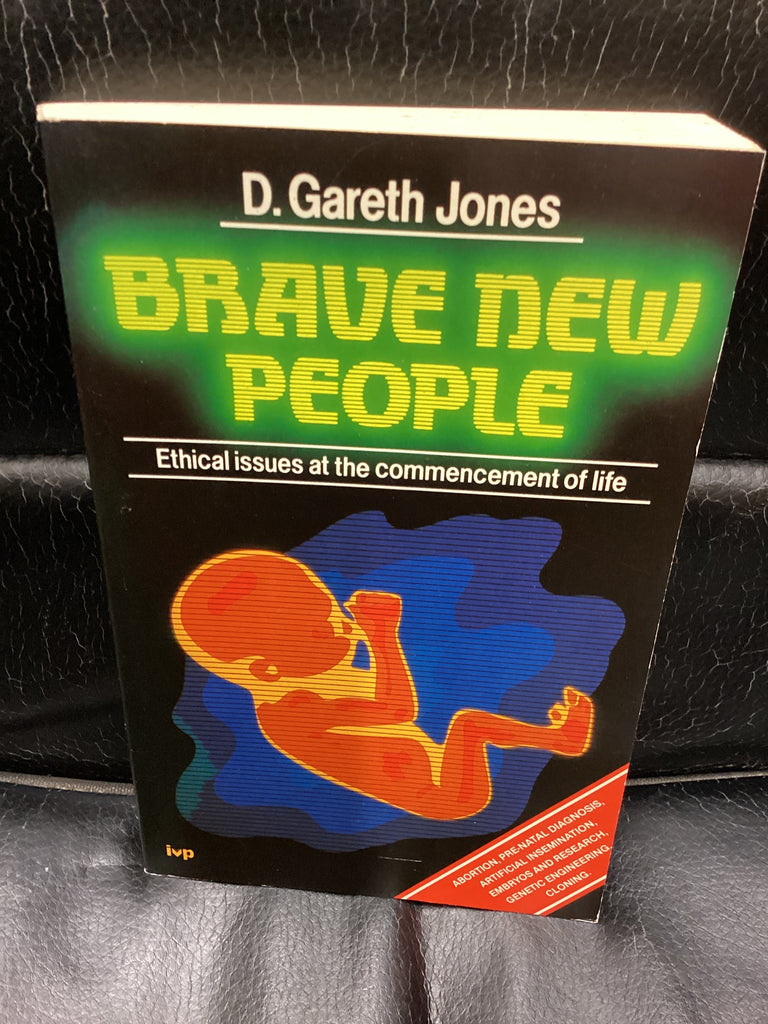 D. Gareth Jones
BRAVE NEW
PEOPLE
Ethical issues at the commencement of life
ivp
ABORTION, PRE-NATAL DIAGNOSIS,
ARTIFICIAL INSEMINATION,
EMBRYOS AND RESEARCH,
GENETIC ENGINEERING,
CLONING.